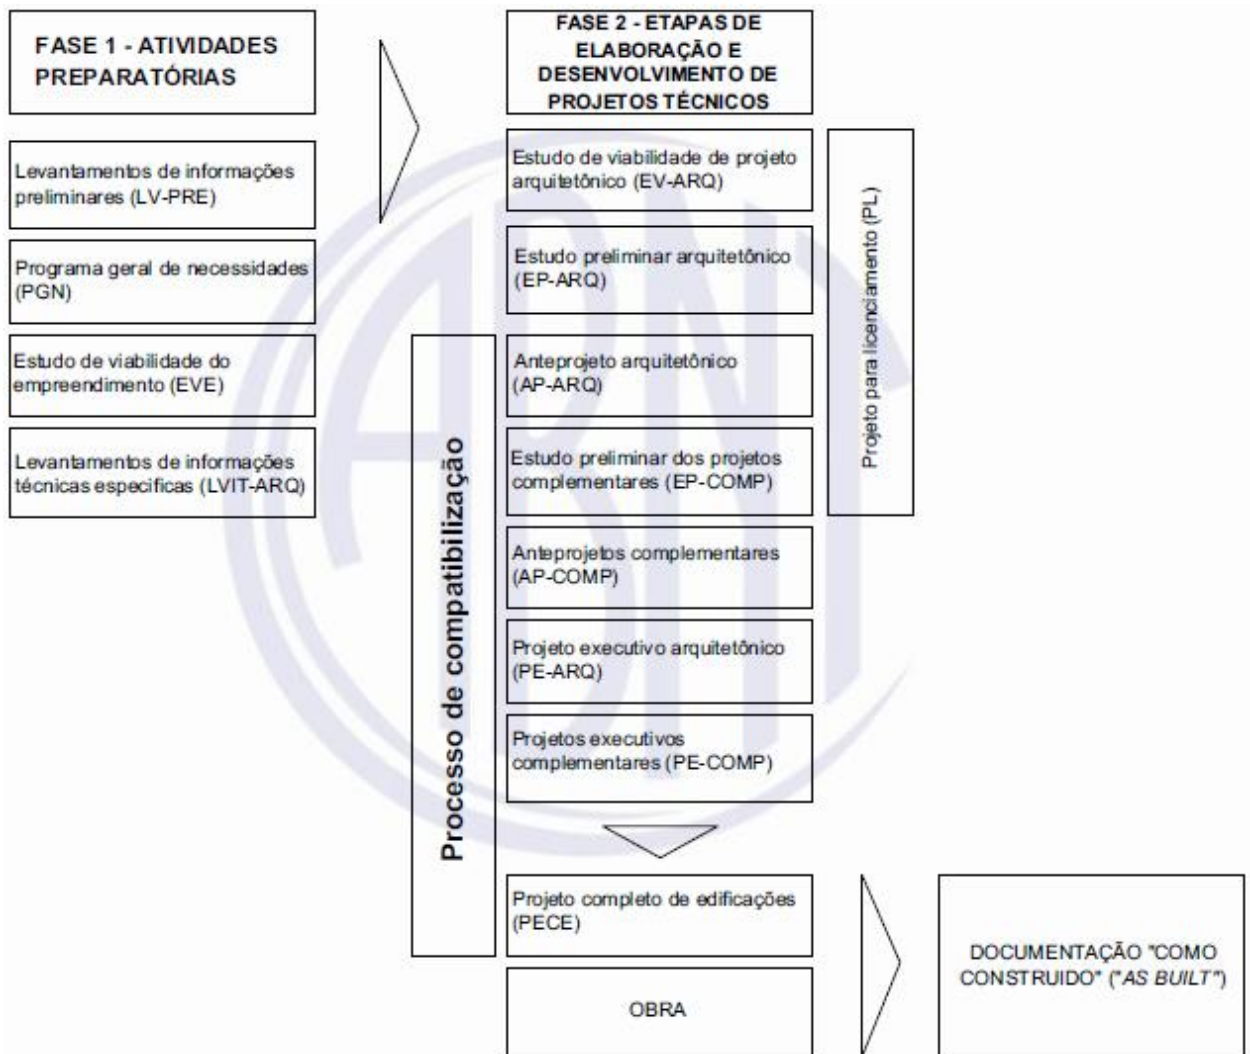 FASE 1 - ATIVIDADES
PREPARATÓRIAS
Levantamentos de informações
preliminares (LV-PRE)
Programa geral de necessidades
(PGN)
Estudo de viabilidade do
empreendimento (EVE)
Levantamentos de informações
técnicas especificas (LVIT-ARQ)
Processo de compatibilização
FASE 2 - ETAPAS DE
ELABORAÇÃO E
DESENVOLVIMENTO DE
PROJETOS TÉCNICOS
Estudo de viabilidade de projeto
arquitetônico (EV-ARQ)
Estudo preliminar arquitetônico
(EP-ARQ)
Anteprojeto arquitetônico
(AP-ARQ)
Estudo preliminar dos projetos
complementares (EP-COMP)
Anteprojetos complementares
(AP-COMP)
Projeto executivo arquitetônico
(PE-ARQ)
Projetos executivos
complementares (PE-COMP)
Projeto completo de edificações
(PECE)
OBRA
Projeto para licenciamento (PL)
DOCUMENTAÇÃO "COMO
CONSTRUIDO" ("AS BUILT")
ABNT